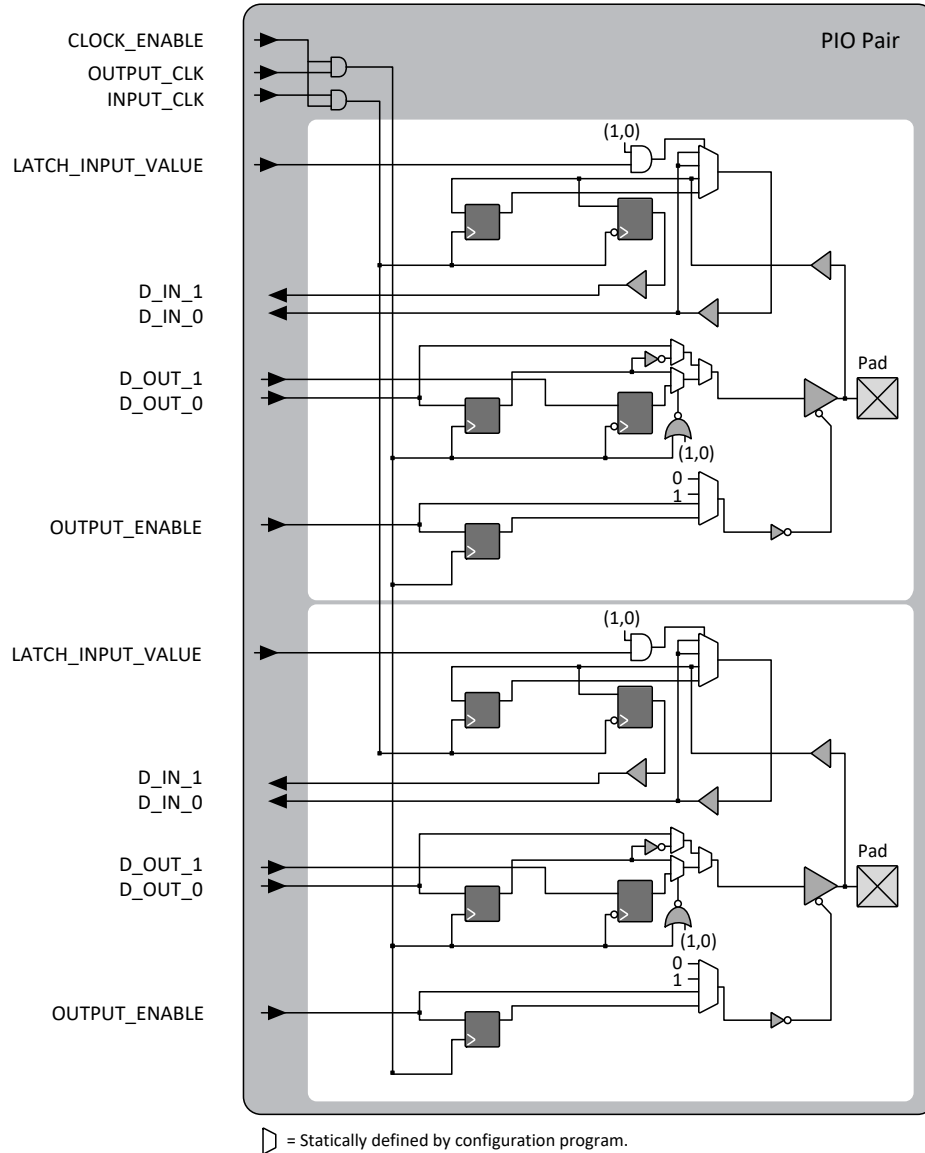 CLOCK_ENABLE
PIO Pair
OUTPUT_CLK
INPUT_CLK
(1,0)
LATCH_INPUT_VALUE
D_IN_1
D_IN_0
Pad
D_OUT_1
D_OUT_0
(1,0)
0
1
OUTPUT_ENABLE
(1,0)
LATCH_INPUT_VALUE
D_IN_1
D_IN_0
Pad
D_OUT_1
D_OUT_0
(1,0)
0
1
OUTPUT_ENABLE
= Statically defined by configuration program.